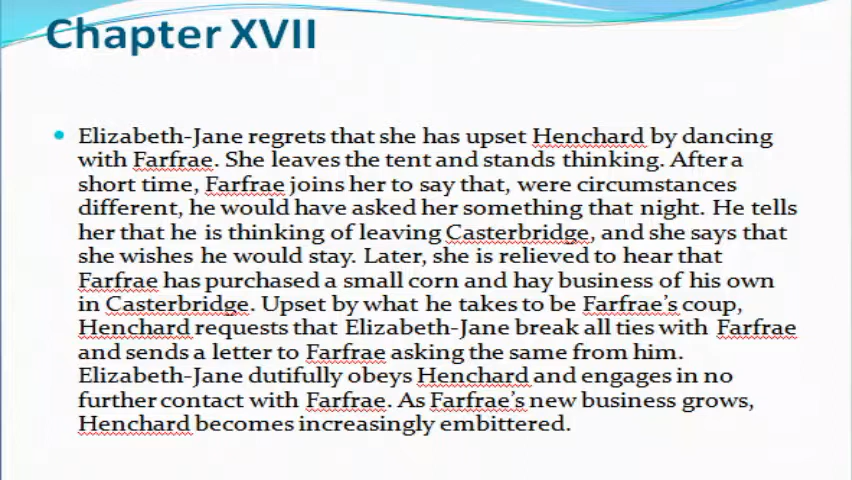 Chapter XVII
Elizabeth-Jane regrets that she has upset Henchard by dancing
with Farfrae. She leaves the tent and stands thinking. After a
short time, Farfrae joins her to say that, were circumstances
different, he would have asked her something that night. He tells
her that he is thinking of leaving Casterbridge, and she says that
she wishes he would stay. Later, she is relieved to hear that
Farfrae has purchased a small corn and hay business of his own
in Casterbridge. Upset by what he takes to be Farfrae's coup,
Henchard requests that Elizabeth-Jane break all ties with Farfrae
and sends a letter to Farfrae asking the same from him.
Elizabeth-Jane dutifully obeys Henchard and engages in no
further contact with Farfrae. As Farfrae's new business grows,
Henchard becomes increasingly embittered.